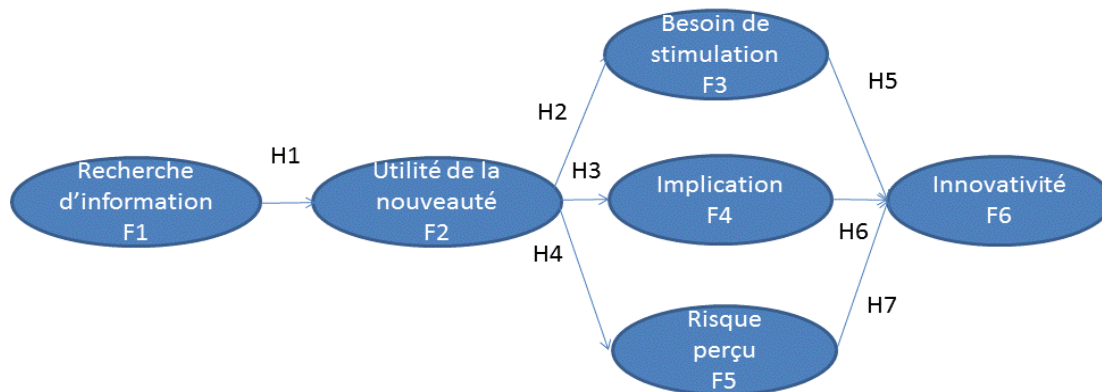 Recherche
d'information
F1
H1
Utilité de la
nouveauté
F2
H2
H3
H4
Besoin de
stimulation
F3
Implication
F4
Risque
perçu
F5
H5
H6
H7
Innovativité
F6